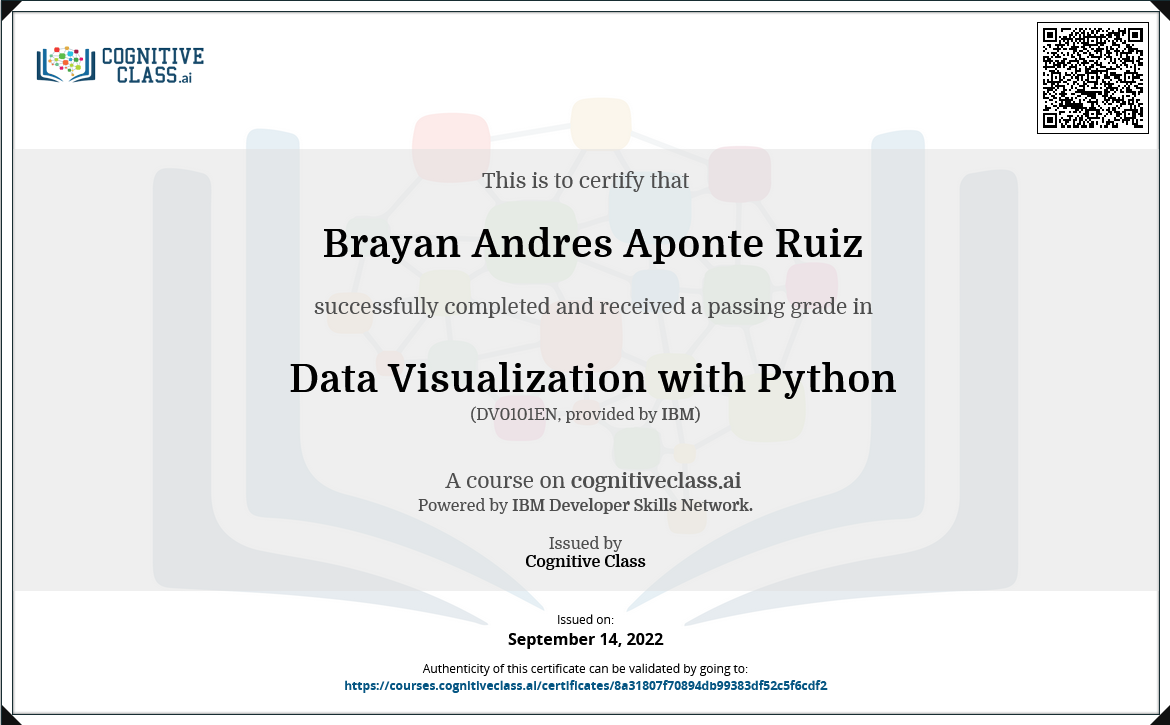 COGNITIVE
CLASS.ai
This is to certify that
Brayan Andres Aponte Ruiz
successfully completed and received a passing grade in
Data Visualization with Python
(DV0101EN, provided by IBM)
A course on cognitiveclass.ai
Powered by IBM Developer Skills Network.
Issued by
Cognitive Class
Issued on:
September 14, 2022
Authenticity of this certificate can be validated by going to:
https://courses.cognitiveclass.ai/certificates/8a31807f70894db99383df52c5f6cdf2